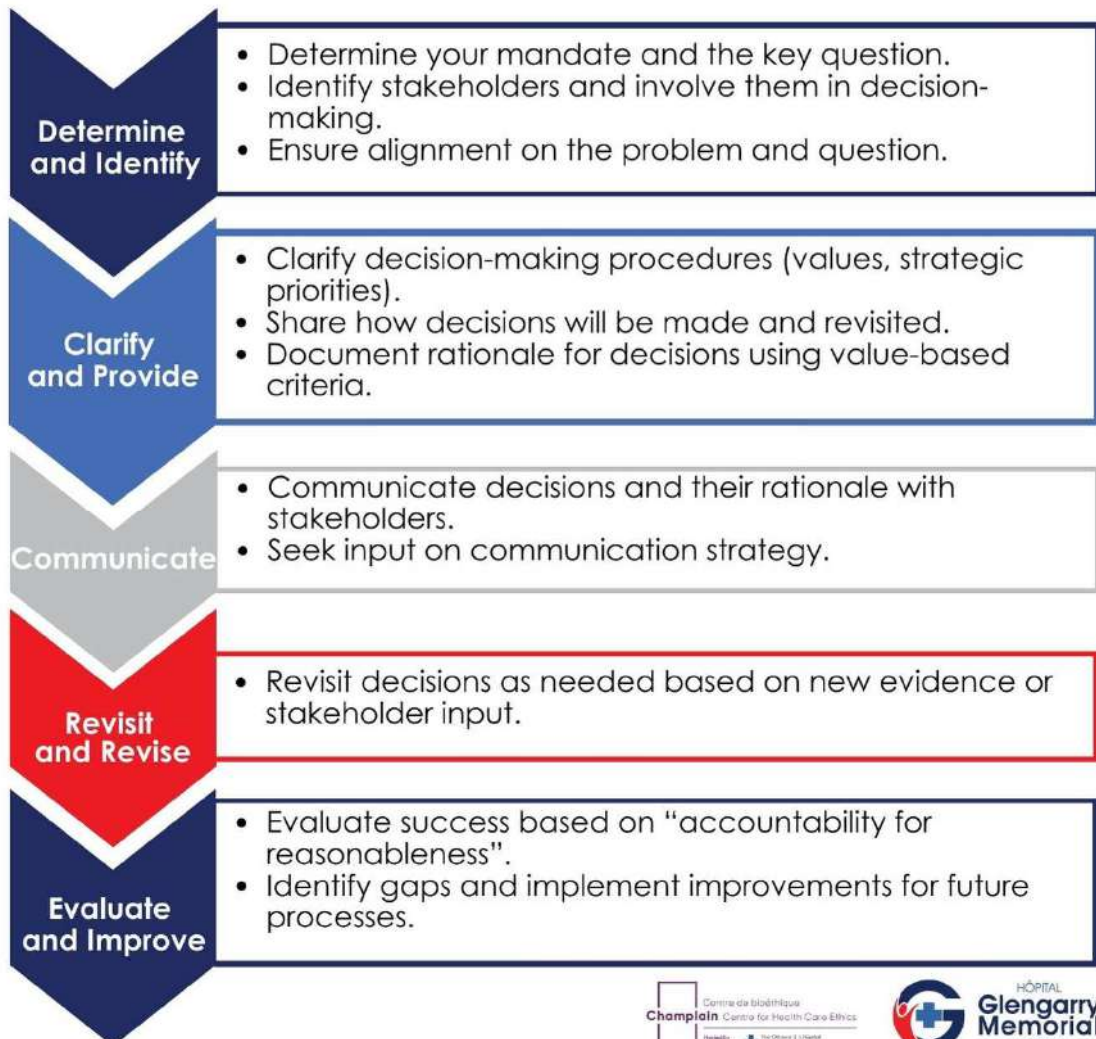 Determine
and Identify
• Determine your mandate and the key question.
• Identify stakeholders and involve them in decision-
making.
• Ensure alignment on the problem and question.
Clarify
and Provide
• Clarify decision-making procedures (values, strategic
priorities).
• Share how decisions will be made and revisited.
• Document rationale for decisions using value-based
criteria.
Communicate
• Communicate decisions and their rationale with
stakeholders.
• Seek input on communication strategy.
Revisit
and Revise
• Revisit decisions as needed based on new evidence or
stakeholder input.
Evaluate
and Improve
• Evaluate success based on “accountability for
reasonableness”.
• Identify gaps and implement improvements for future
processes.
Centre de bioéthique
Champlain Centre for Health Care Ethics
HÔPITAL
Glengarry
Memorial